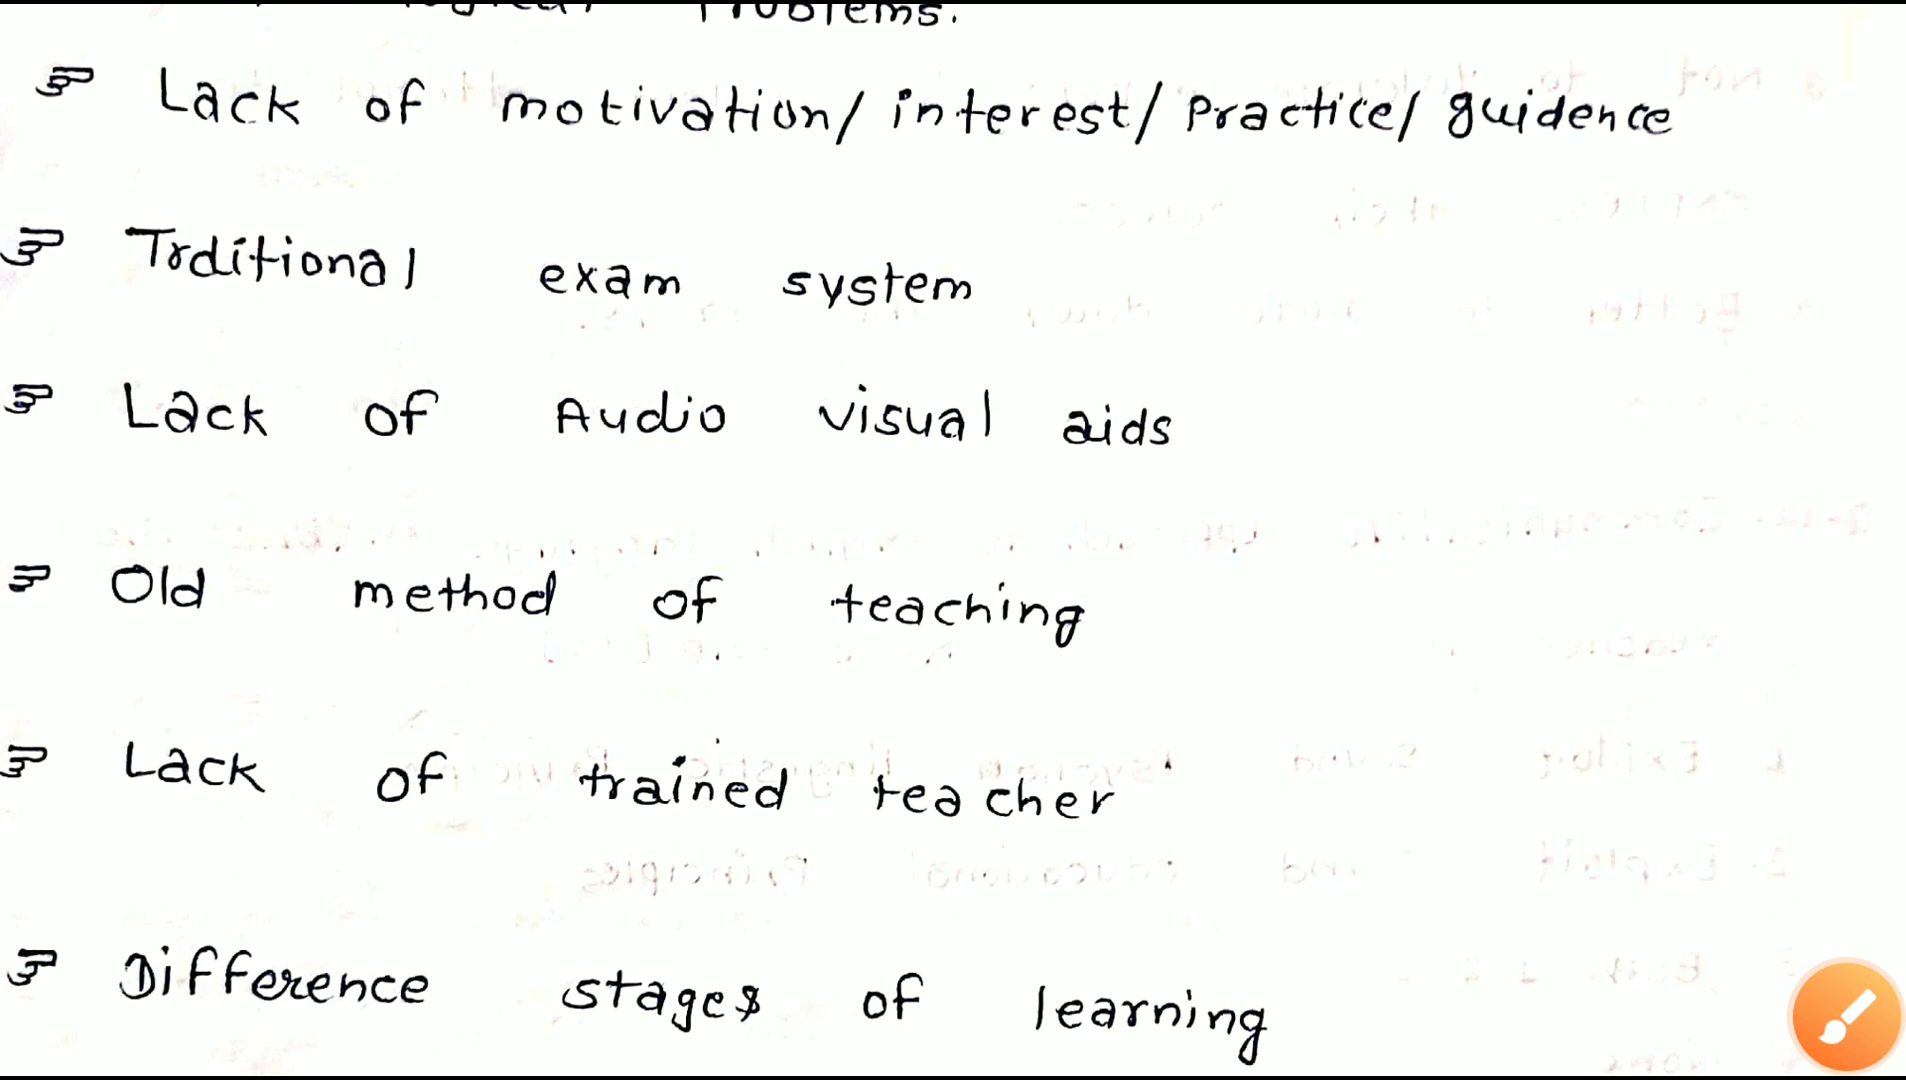 Problems.
Lack of motivation/ interest/ Practice/ guidence
Trditional exam system
Lack of Audio visual aids
Old method of teaching
Lack of trained teacher
Difference stages of learning